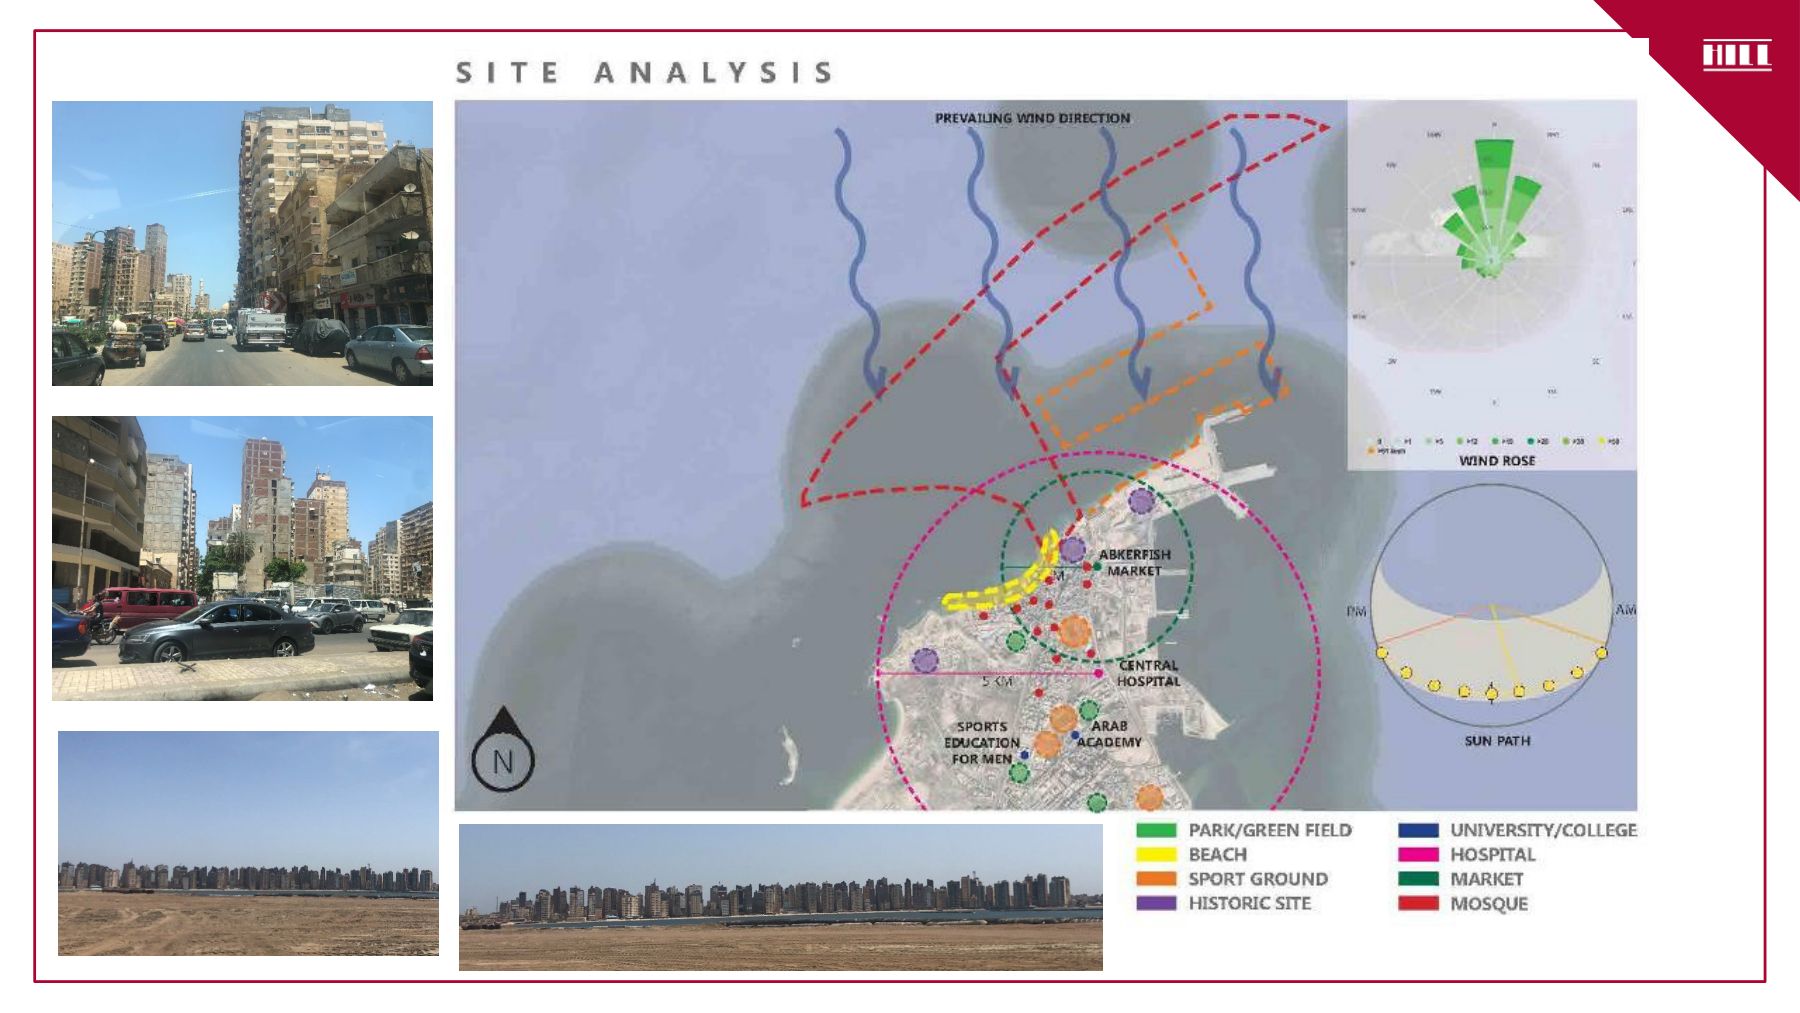 HILL
SITE ANALYSIS
PREVAILING WIND DIRECTION
N
WIND ROSE
PM
AM
SUN PATH
ABKERFISH
MARKET
CENTRAL
HOSPITAL
5 KM
SPORTS
EDUCATION
FOR MEN
ARAB
ACADEMY
N
PARK/GREEN FIELD
BEACH
SPORT GROUND
HISTORIC SITE
UNIVERSITY/COLLEGE
HOSPITAL
MARKET
MOSQUE